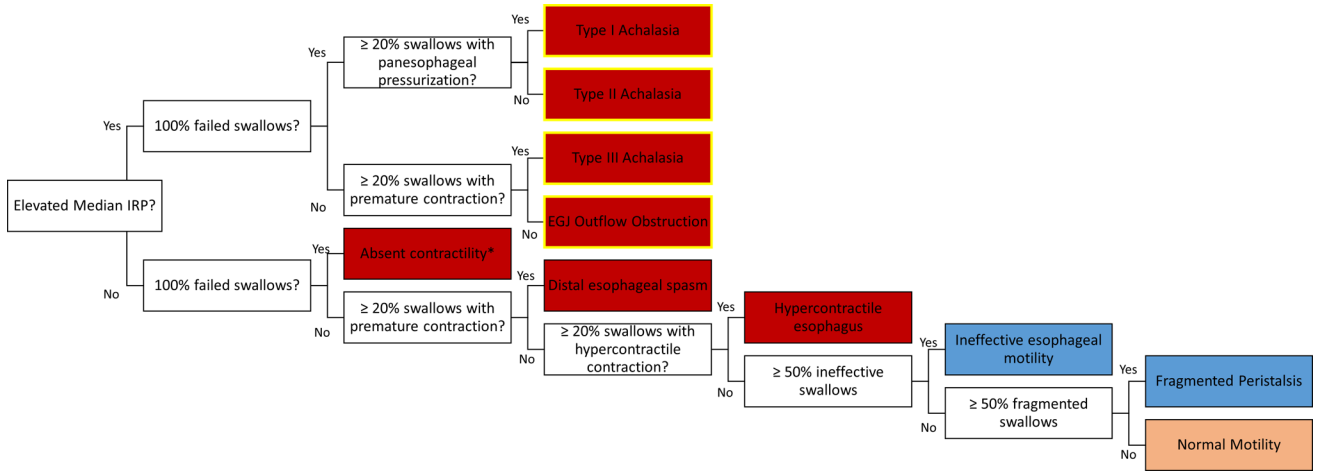 Elevated Median IRP?
Yes
100% failed swallows?
Yes
≥ 20% swallows with
panesophageal
pressurization?
Yes
Type I Achalasia
No
Type II Achalasia
No
≥ 20% swallows with
premature contraction?
Yes
Type III Achalasia
No
EGJ Outflow Obstruction
No
100% failed swallows?
Yes
Absent contractility*
No
≥ 20% swallows with
premature contraction?
Yes
Distal esophageal spasm
No
≥ 20% swallows with
hypercontractile
contraction?
Yes
Hypercontractile
esophagus
No
≥ 50% ineffective
swallows
Yes
Ineffective esophageal
motility
No
≥ 50% fragmented
swallows
Yes
Fragmented Peristalsis
No
Normal Motility